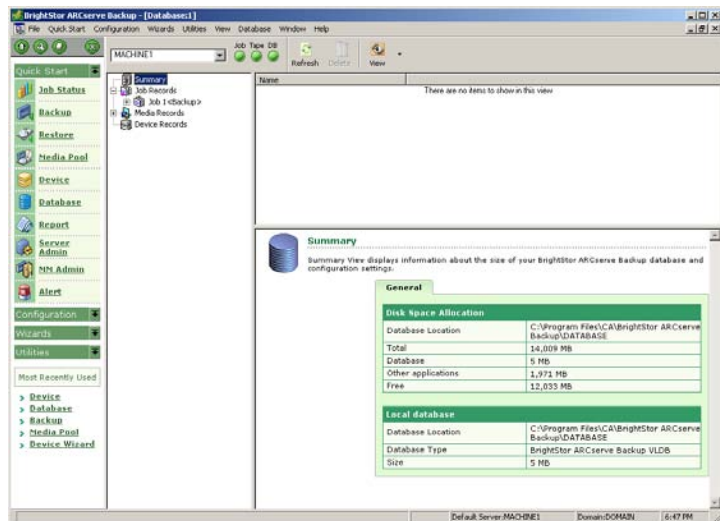 BrightStor ARCserve Backup - [Database:1]
File Quick Start Configuration Wizards Utilities View Database Window Help
MACHINE1
Job Tape DB
Refresh Delete View
Quick Start
Job Status
Backup
Restore
Media Pool
Device
Database
Report
Server
Admin
MM Admin
Alert
Configuration
Wizards
Utilities
Most Recently Used
> Device
> Database
> Backup
> Media Pool
> Device Wizard
Summary
Job Records
Job 1<Backup>
Media Records
Device Records
Name
There are no items to show in this view
Summary
Summary View displays information about the size of your BrightStor ARCserve Backup database and
configuration settings.
General
Disk Space Allocation
Database Location C:\Program Files\CA\BrightStor ARCserve
Backup\DATABASE
Total 14,009 MB
Database 5 MB
Other applications 1,971 MB
Free 12,033 MB
Local database
Database Location C:\Program Files\CA\BrightStor ARCserve
Backup\DATABASE
Database Type BrightStor ARCserve Backup VLDB
Size 5 MB
Default Server:MACHINE1 Domain:DOMAIN 6:47 PM